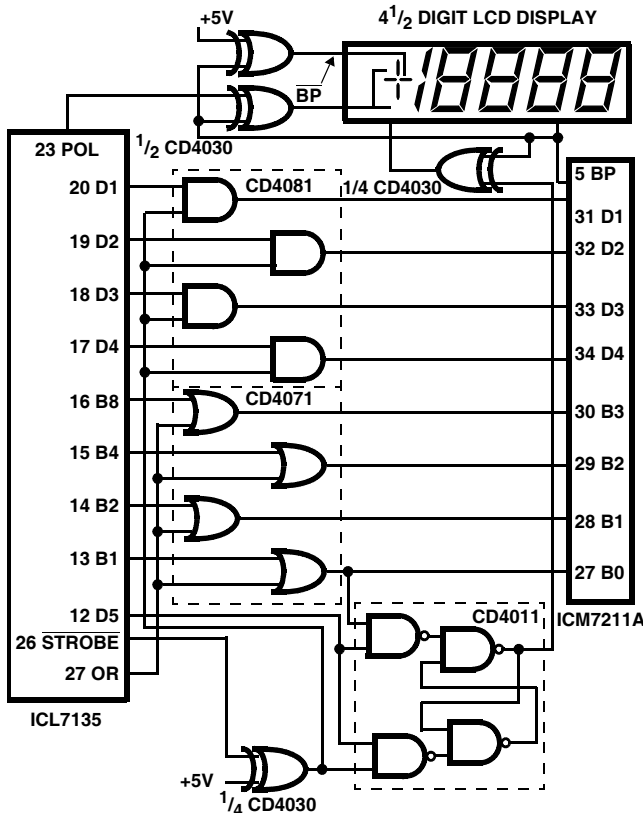 +5V
4 1/2 DIGIT LCD DISPLAY
BP
1/2 CD4030
23 POL
20 D1
CD4081
1/4 CD4030
5 BP
31 D1
19 D2
32 D2
18 D3
33 D3
17 D4
34 D4
16 B8
CD4071
30 B3
15 B4
29 B2
14 B2
28 B1
13 B1
27 B0
12 D5
CD4011
ICM7211A
26 STROBE
27 OR
ICL7135
+5V
1/4 CD4030